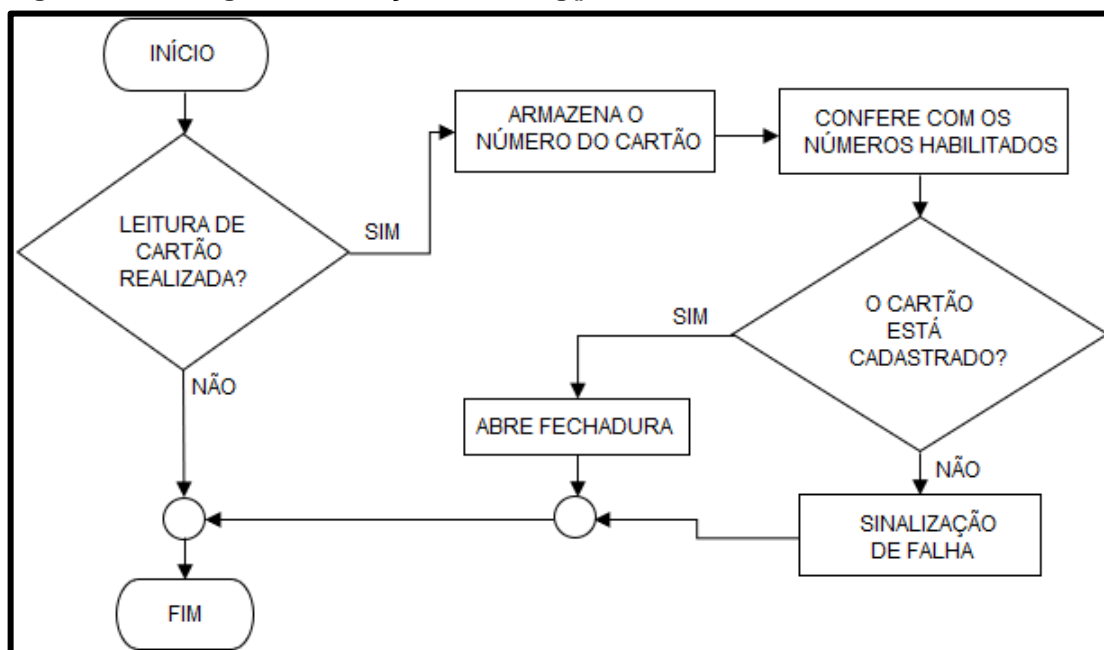 INÍCIO
LEITURA DE
CARTÃO
REALIZADA?
SIM
NÃO
ARMAZENA O
NÚMERO DO CARTÃO
CONFERE COM OS
NÚMEROS HABILITADOS
O CARTÃO
ESTÁ
CADASTRADO?
SIM
ABRE FECHADURA
NÃO
SINALIZAÇÃO
DE FALHA
FIM